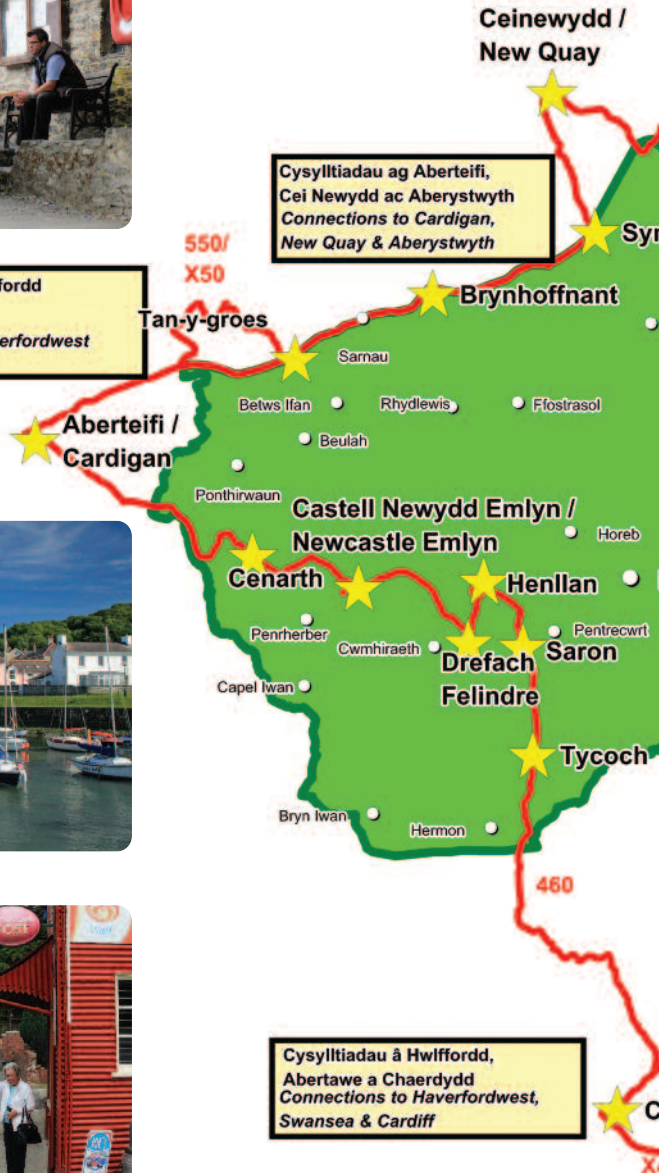 Ceinewydd /
New Quay
Cysylltiadau ag Aberteifi,
Cei Newydd ac Aberystwyth
Connections to Cardigan,
New Quay & Aberystwyth
550/
X50
Brynhoffnant
Tan-y-groes
Sarnau
Betws Ifan
Rhydlewis
Ffostrasol
Aberteifi /
Cardigan
Beulah
Ponthirwaun
Castell Newydd Emlyn /
Newcastle Emlyn
Horeb
Cenarth
Henllan
Penrherber
Cwmhiraeth
Pentrecwrt
Saron
Drefach
Felindre
Capel Iwan
Tycoch
Bryn Iwan
Hermon
460
Cysylltiadau â Hwlffordd,
Abertawe a Chaerdydd
Connections to Haverfordwest,
Swansea & Cardiff